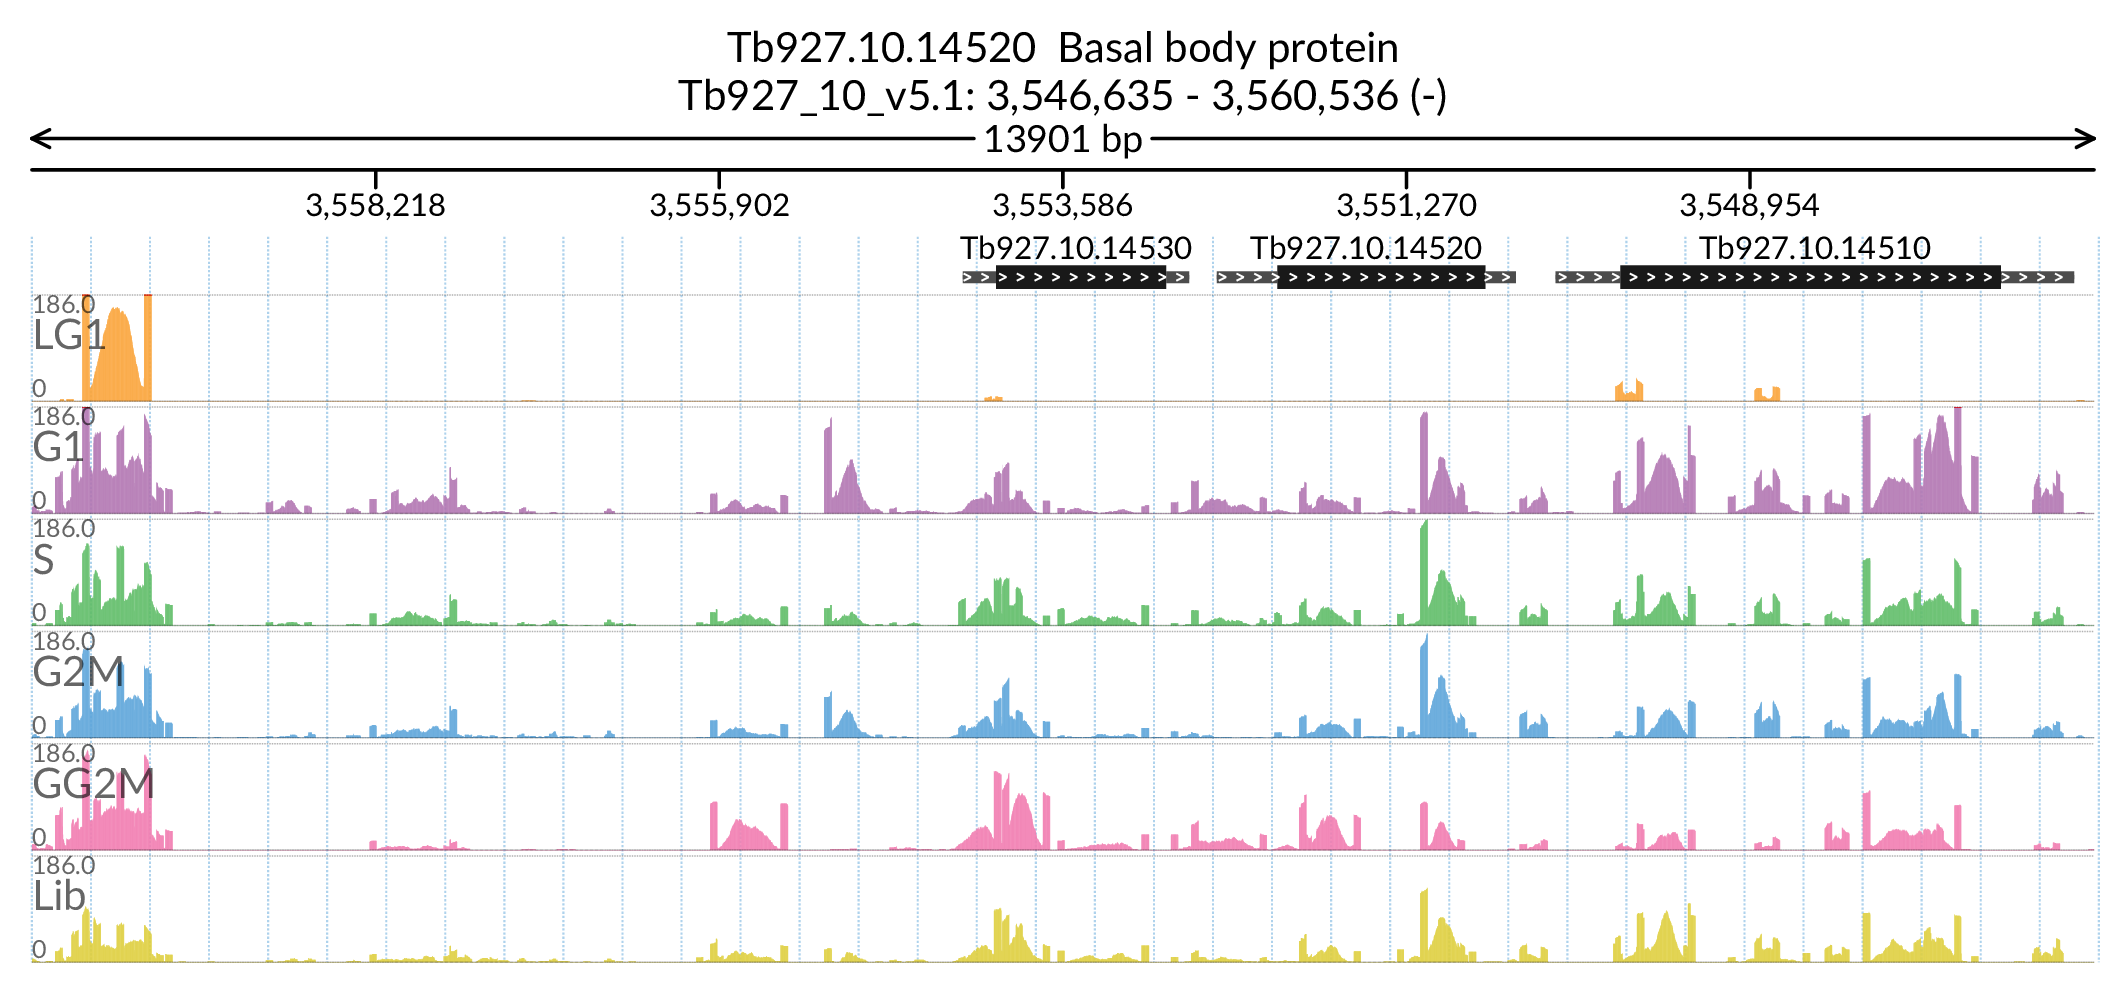 Tb927.10.14520  Basal body protein
Tb927_10_v5.1: 3,546,635 - 3,560,536 (-)
13901 bp
3,558,218 3,555,902 3,553,586 3,551,270 3,548,954
Tb927.10.14530 Tb927.10.14520 Tb927.10.14510
186.0
LG1
0
186.0
G1
0
186.0
S
0
186.0
G2M
0
186.0
GG2M
0
186.0
Lib
0